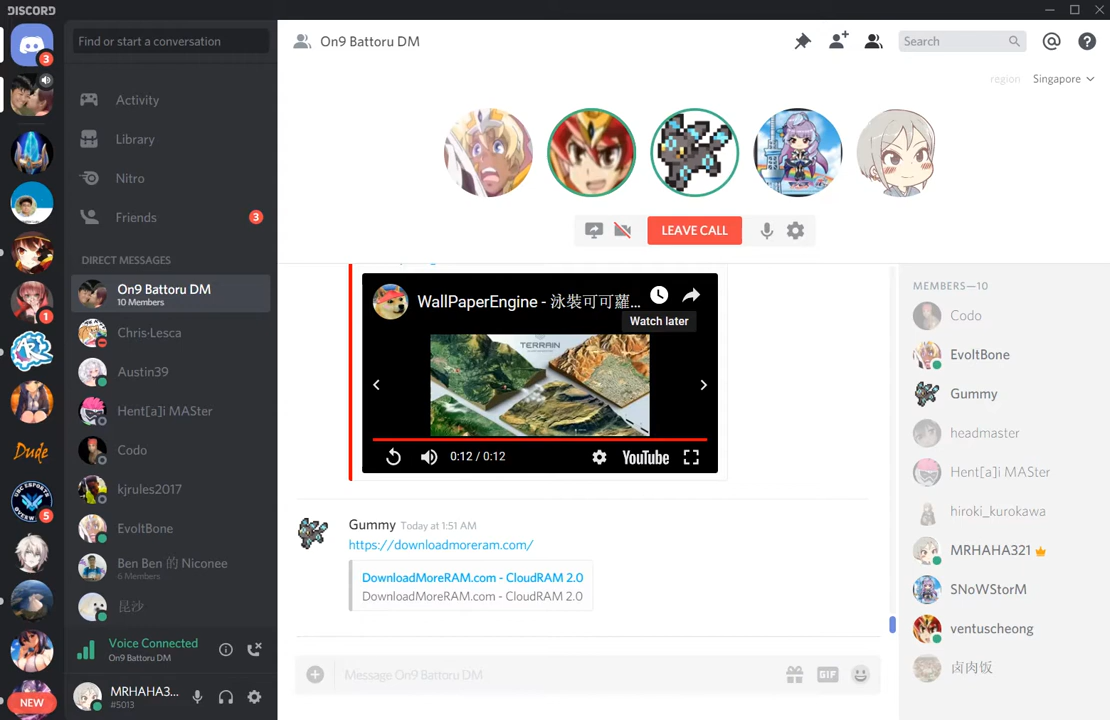 DISCORD
Find or start a conversation
On9 Battoru DM
Search
region
Singapore
3
Activity
Library
Nitro
Friends
3
DIRECT MESSAGES
On9 Battoru DM
10 Members
Chris·Lesca
Austin39
Hent[a]i MASter
Codo
kjrules2017
EvoltBone
Ben Ben 的 Niconee
6 Members
昆沙
1
Dude
5
NEW
Voice Connected
On9 Battoru DM
MRHAHA3...
#5013
LEAVE CALL
WallPaperEngine - 泳裝可可蘿...
Watch later
TERRAIN
0:12 / 0:12
YouTube
Gummy Today at 1:51 AM
https://downloadmoreram.com/
DownloadMoreRAM.com - CloudRAM 2.0
DownloadMoreRAM.com - CloudRAM 2.0
Message On9 Battoru DM
GIF
MEMBERS—10
Codo
EvoltBone
Gummy
headmaster
Hent[a]i MASter
hiroki_kurokawa
MRHAHA321
SNoWStorM
ventuscheong
卤肉饭